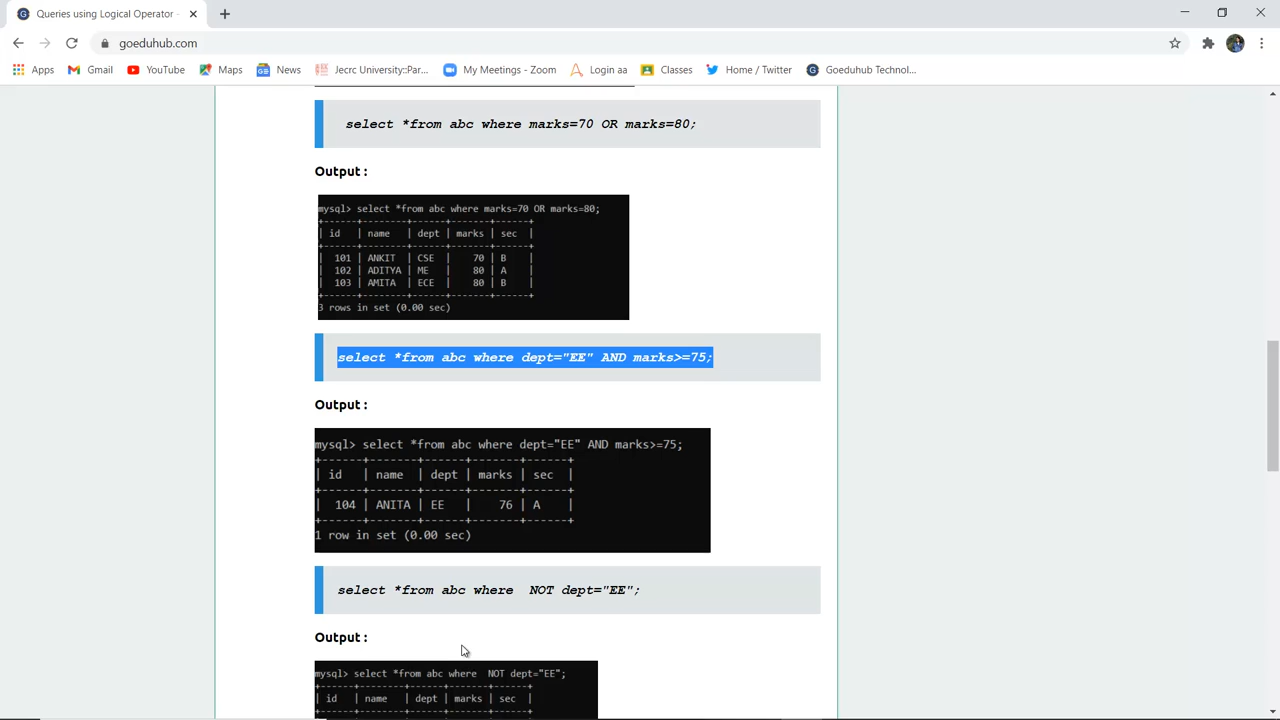 Queries using Logical Operator -
goeduhub.com
Apps
Gmail
YouTube
Maps
News
Jecrc University::Par...
My Meetings - Zoom
Login aa
Classes
Home / Twitter
Goeduhub Technol...
select *from abc where marks=70 OR marks=80;
Output :
mysql> select *from abc where marks=70 OR marks=80;
+------+--------+------+-------+------+
| id | name | dept | marks | sec |
+------+--------+------+-------+------+
| 101 | ANKIT | CSE | 70 | B |
| 102 | ADITYA | ME | 80 | A |
| 103 | AMITA | ECE | 80 | B |
+------+--------+------+-------+------+
3 rows in set (0.00 sec)
select *from abc where dept="EE" AND marks>=75;
Output :
mysql> select *from abc where dept="EE" AND marks>=75;
+------+-------+------+-------+------+
| id | name | dept | marks | sec |
+------+-------+------+-------+------+
| 104 | ANITA | EE | 76 | A |
+------+-------+------+-------+------+
1 row in set (0.00 sec)
select *from abc where NOT dept="EE";
Output :
mysql> select *from abc where NOT dept="EE";
+------+--------+------+-------+------+
| id | name | dept | marks | sec |